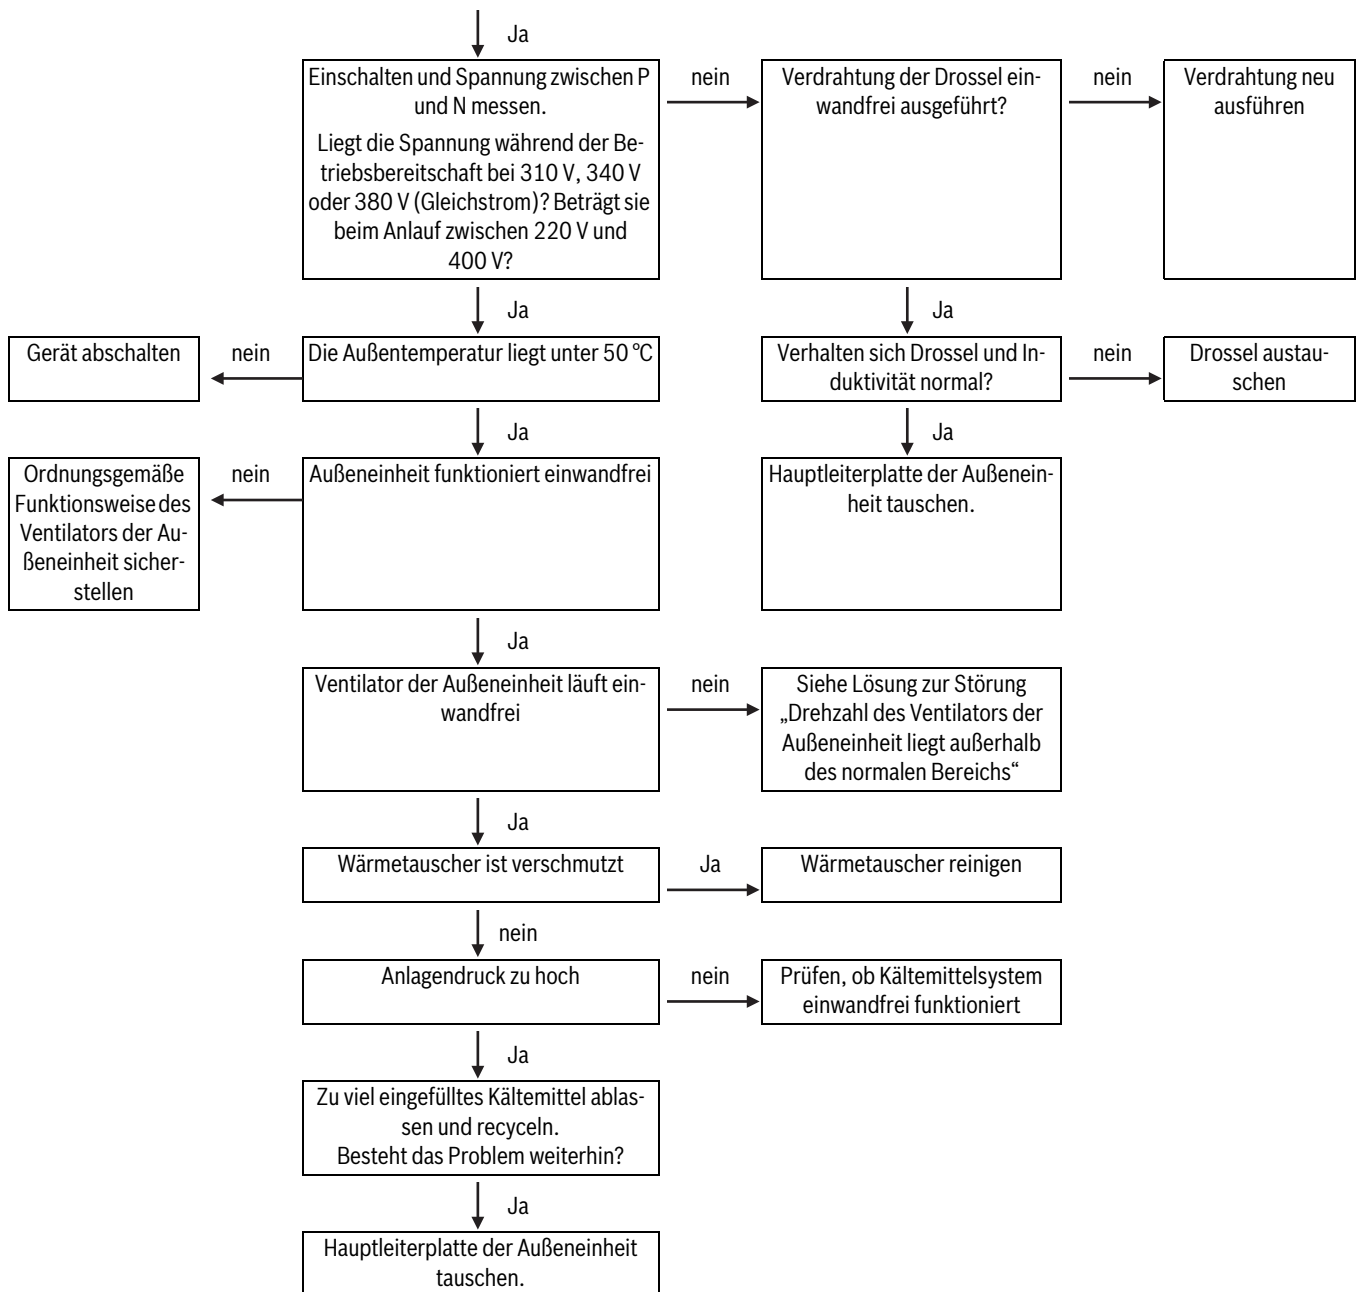 Ja
Einschalten und Spannung zwischen P
und N messen.
Liegt die Spannung während der Be-
triebsbereitschaft bei 310 V, 340 V
oder 380 V (Gleichstrom)? Beträgt sie
beim Anlauf zwischen 220 V und
400 V?
nein
Verdrahtung der Drossel ein-
wandfrei ausgeführt?
nein
Verdrahtung neu
ausführen
Ja
Ja
Gerät abschalten
nein
Die Außentemperatur liegt unter 50 °C
Verhalten sich Drossel und In-
duktivität normal?
nein
Drossel austau-
schen
Ja
Ja
Ordnungsgemäße
Funktionsweise des
Ventilators der Au-
ßeneinheit sicher-
stellen
nein
Außeneinheit funktioniert einwandfrei
Hauptleiterplatte der Außenein-
heit tauschen.
Ja
Ventilator der Außeneinheit läuft ein-
wandfrei
nein
Siehe Lösung zur Störung
„Drehzahl des Ventilators der
Außeneinheit liegt außerhalb
des normalen Bereichs“
Ja
Wärmetauscher ist verschmutzt
Ja
Wärmetauscher reinigen
nein
Anlagendruck zu hoch
nein
Prüfen, ob Kältemittelsystem
einwandfrei funktioniert
Ja
Zu viel eingefülltes Kältemittel ablas-
sen und recyceln.
Besteht das Problem weiterhin?
Ja
Hauptleiterplatte der Außeneinheit
tauschen.